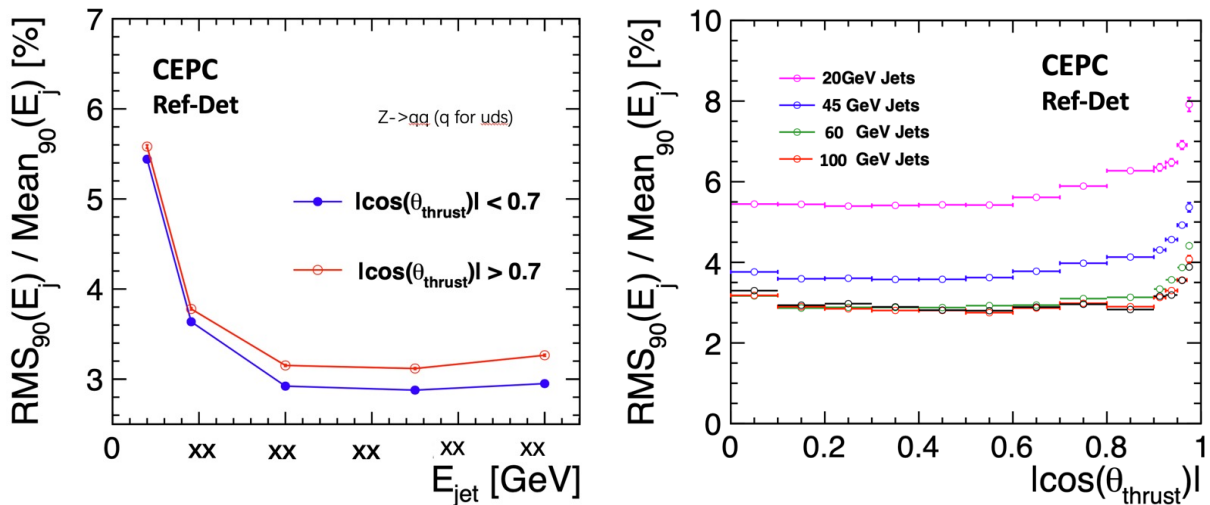 RMS90(Ej) / Mean90(Ej) [%]
7
6
5
4
3
CEPC
Ref-Det
Z->qq (q for uds)
|cos(θthrust)| < 0.7
|cos(θthrust)| > 0.7
0 xx xx xx xx xx
Ejet [GeV]
RMS90(Ej) / Mean90(Ej) [%]
10
8
6
4
2
0
CEPC
Ref-Det
20GeV Jets
45 GeV Jets
60 GeV Jets
100 GeV Jets
0 0.2 0.4 0.6 0.8 1
|cos(θthrust)|